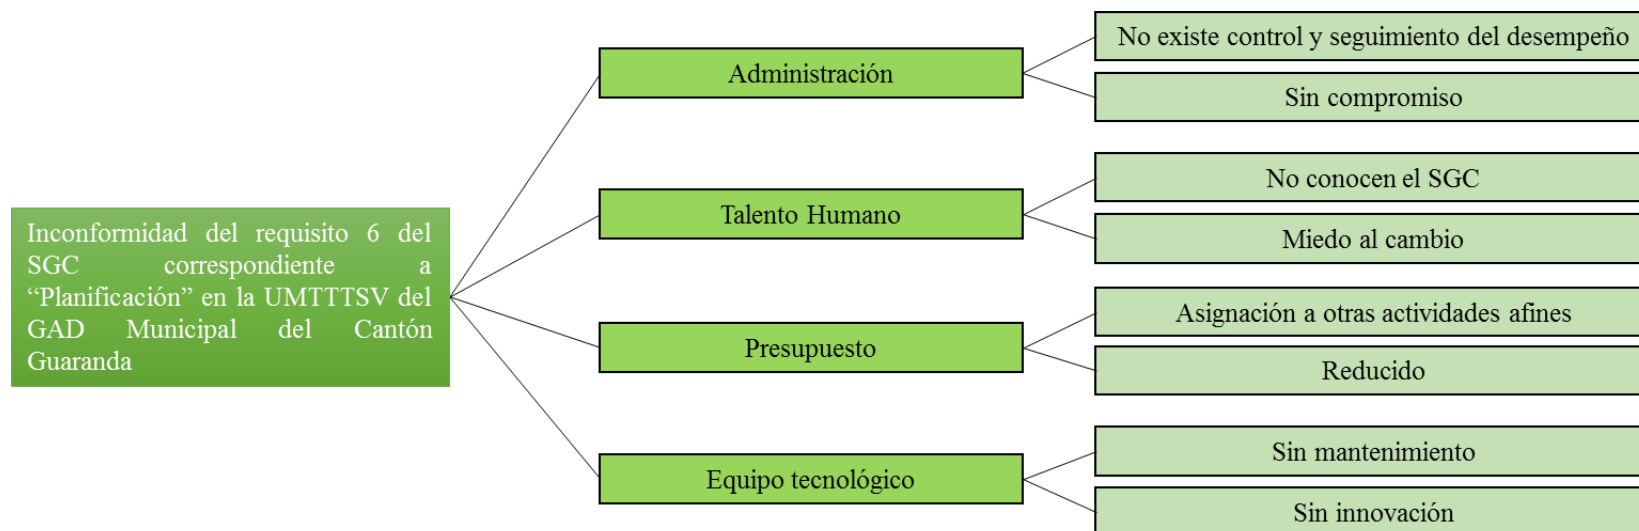 Inconformidad del requisito 6 del
SGC correspondiente a
“Planificación” en la UMTTTSV del
GAD Municipal del Cantón
Guaranda
Administración
No existe control y seguimiento del desempeño
Sin compromiso
Talento Humano
No conocen el SGC
Miedo al cambio
Presupuesto
Asignación a otras actividades afines
Reducido
Equipo tecnológico
Sin mantenimiento
Sin innovación